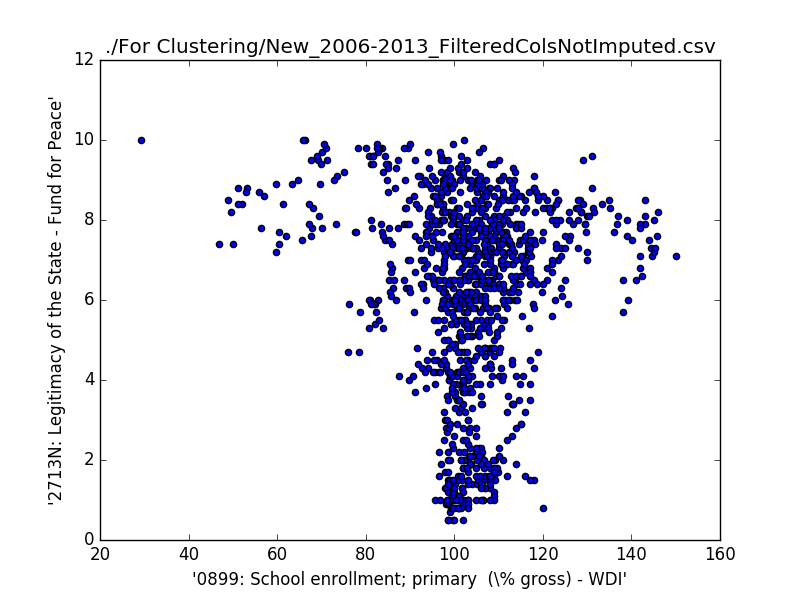 ./For Clustering/New_2006-2013_FilteredColsNotImputed.csv
12
10
8
6
4
2
0
'2713N: Legitimacy of the State - Fund for Peace'
20 40 60 80 100 120 140 160
'0899: School enrollment; primary  (\% gross) - WDI'